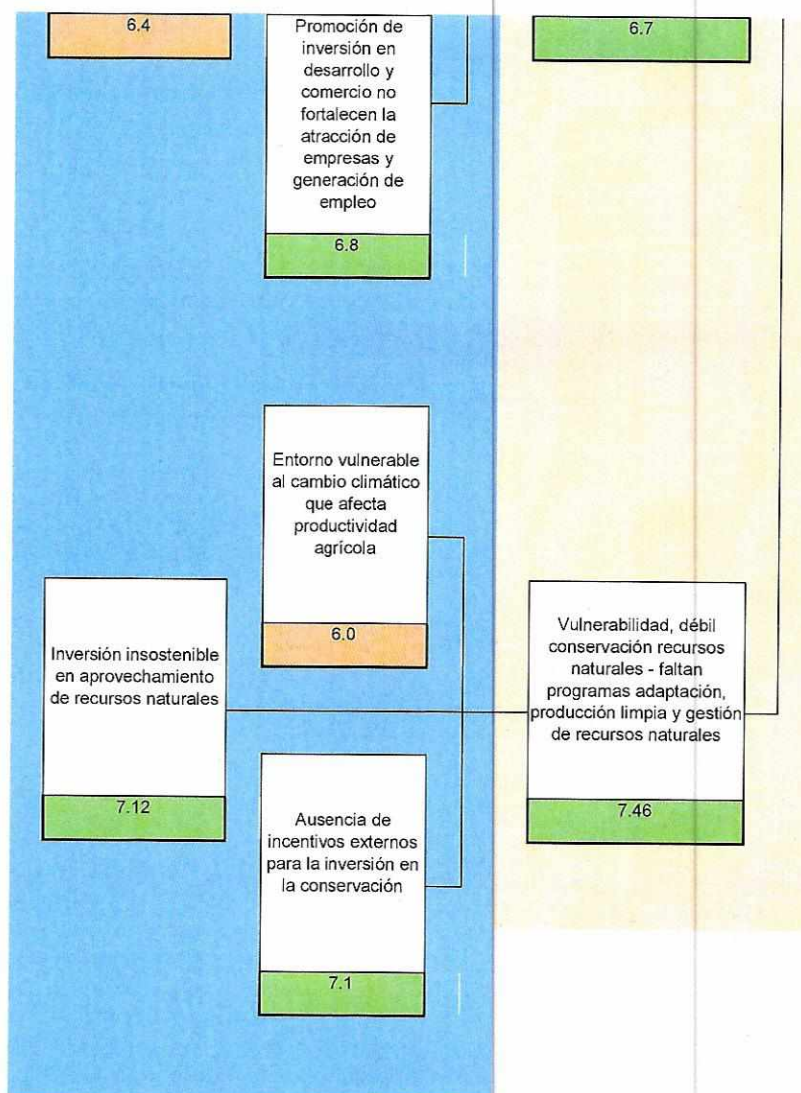 6.4
Promoción de
inversión en
desarrollo y
comercio no
fortalecen la
atracción de
empresas y
generación de
empleo
6.8
6.7
Entorno vulnerable
al cambio climático
que afecta
productividad
agrícola
6.0
Inversión insostenible
en aprovechamiento
de recursos naturales
7.12
Ausencia de
incentivos externos
para la inversión en
la conservación
7.1
Vulnerabilidad, débil
conservación recursos
naturales - faltan
programas adaptación,
producción limpia y gestión
de recursos naturales
7.46